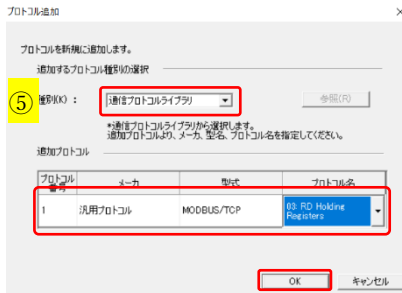 プロトコル追加
プロトコルを新規に追加します。
追加するプロトコル種別の選択
⑤ 種別(K) : 通信プロトコルライブラリ 参照(R)
*通信プロトコルライブラリから選択します。
追加プロトコルより、メーカ、型名、プロトコル名を指定してください。
追加プロトコル
プロトコル番号 メーカ 型式 プロトコル名
1 汎用プロトコル MODBUS/TCP 03: RD Holding
Registers
OK キャンセル